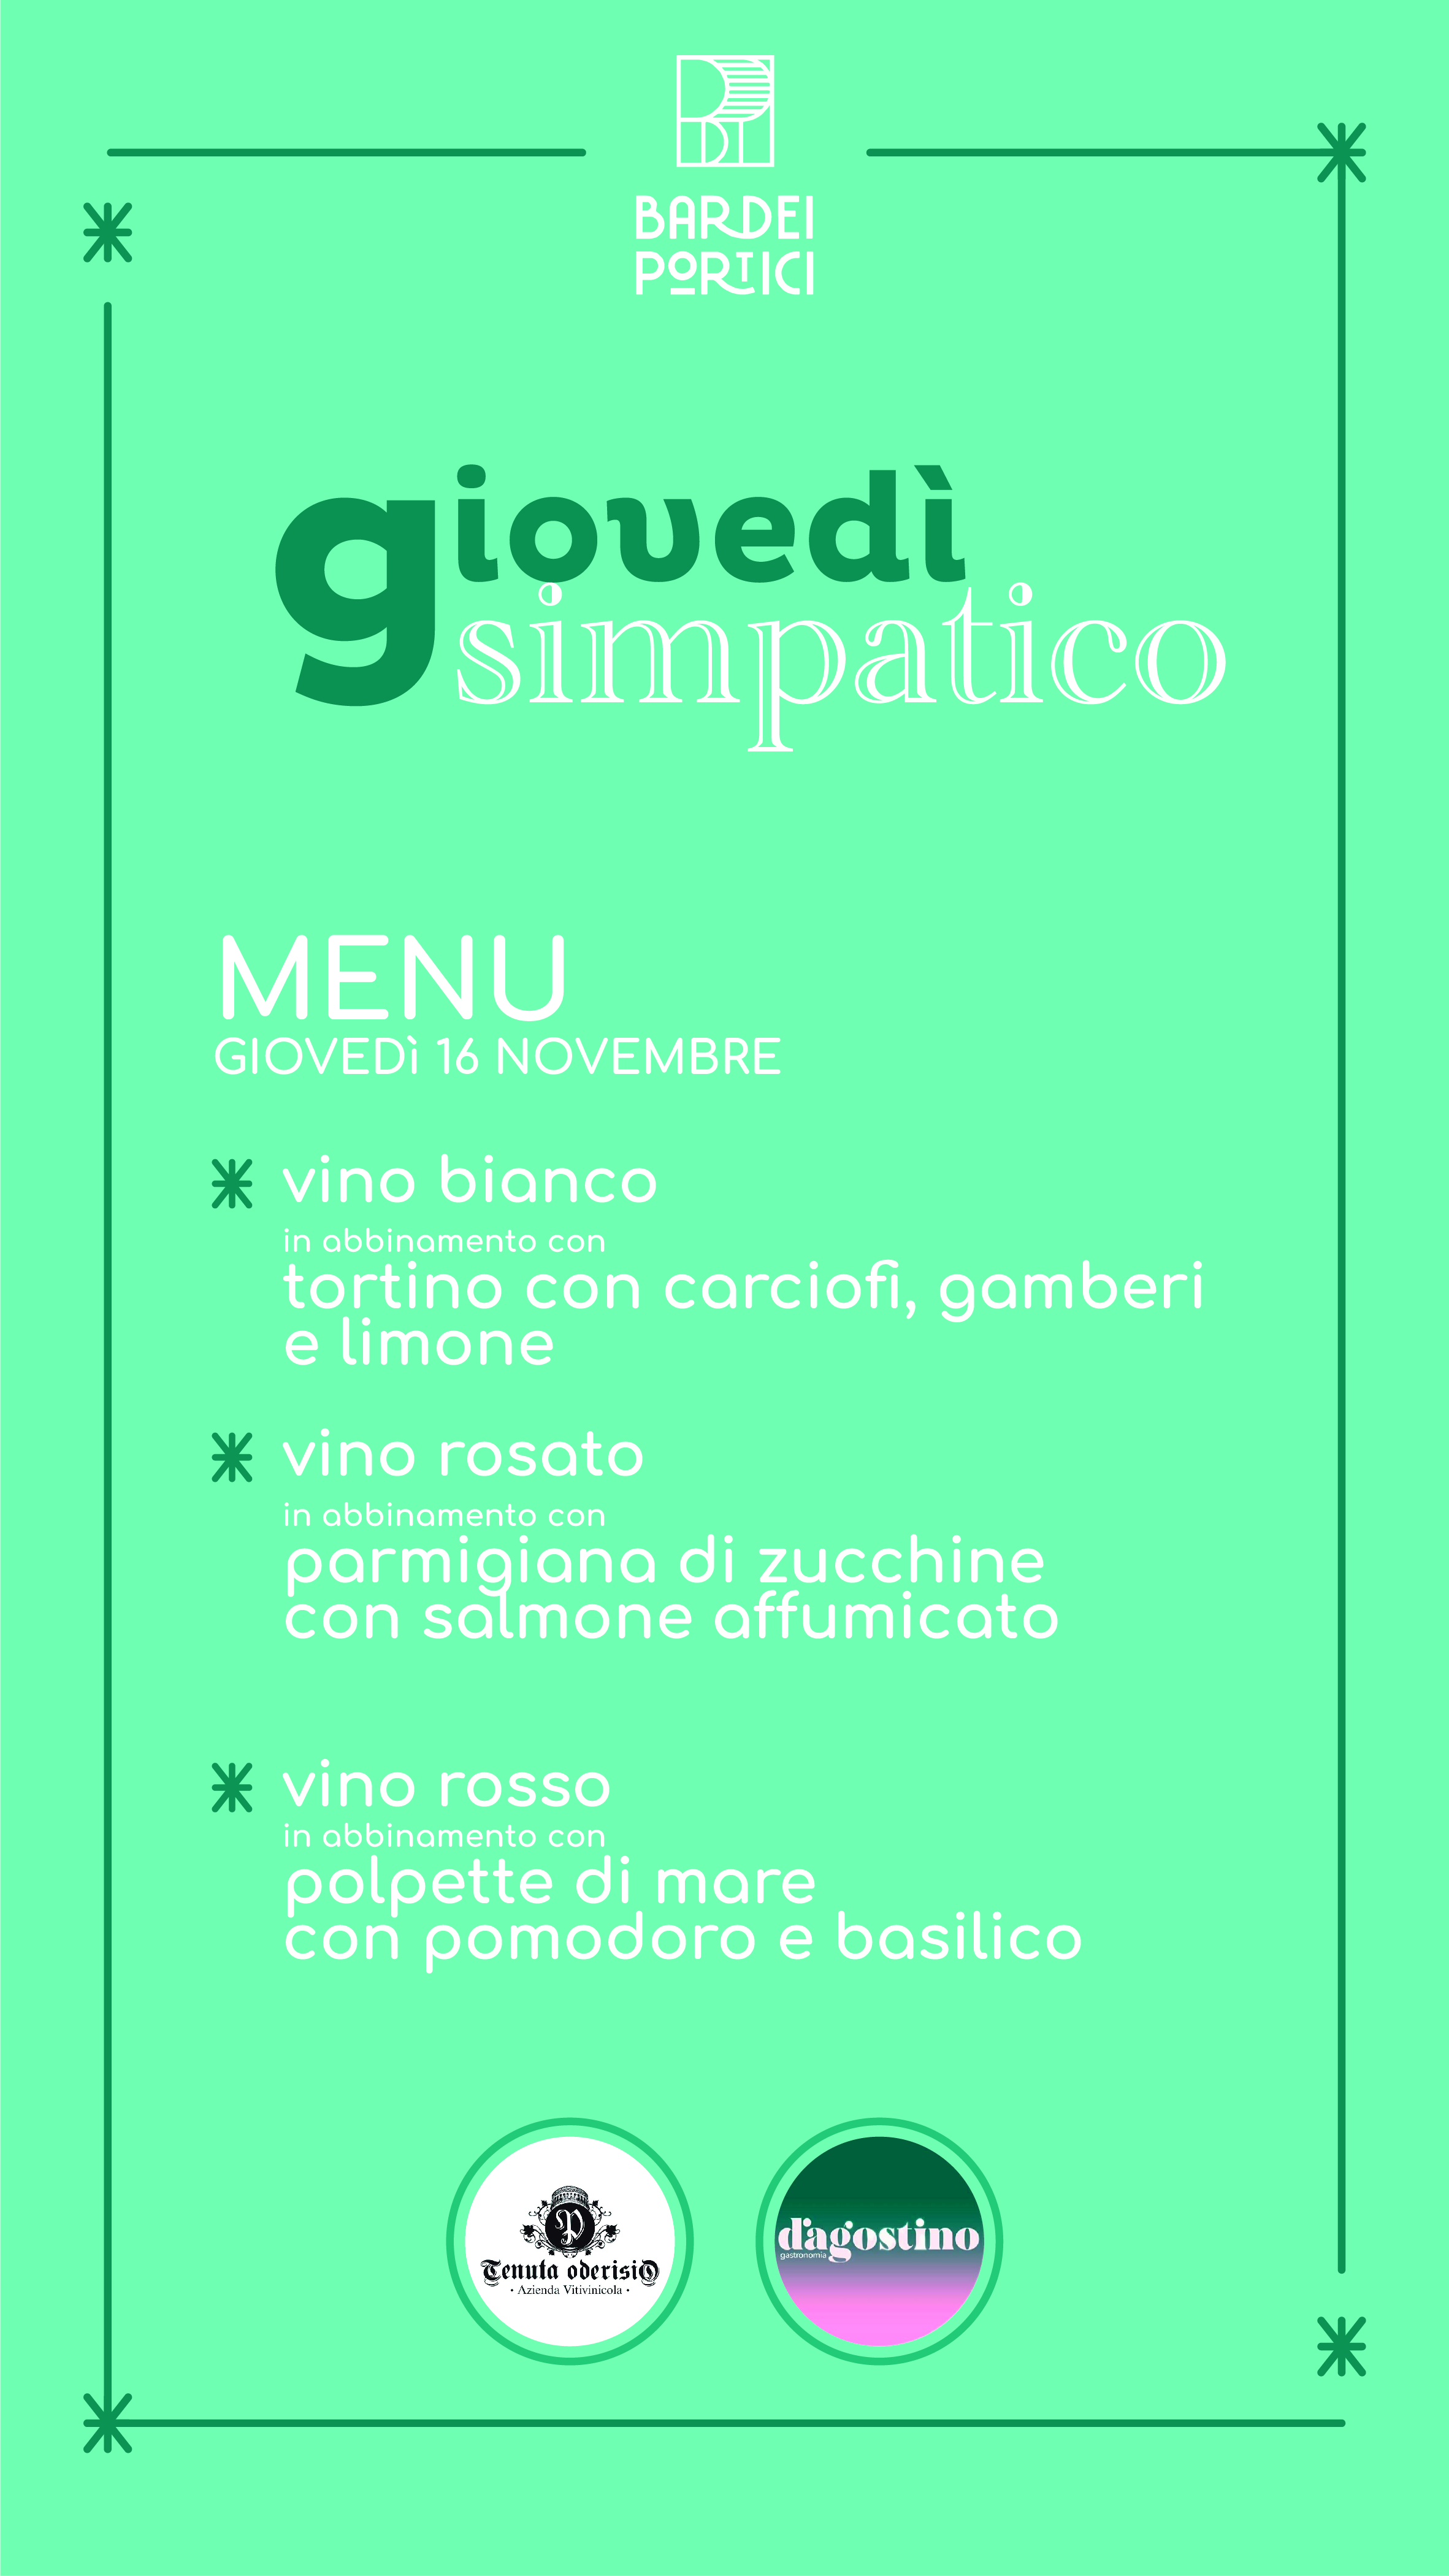 BARDEI
PORTICI
giovedì
simpatico
MENU
GIOVEDì 16 NOVEMBRE
vino bianco
in abbinamento con
tortino con carciofi, gamberi
e limone
vino rosato
in abbinamento con
parmigiana di zucchine
con salmone affumicato
vino rosso
in abbinamento con
polpette di mare
con pomodoro e basilico
P
Tenuta oderisio
• Azienda Vitivinicola •
d'agostino
gastronomia